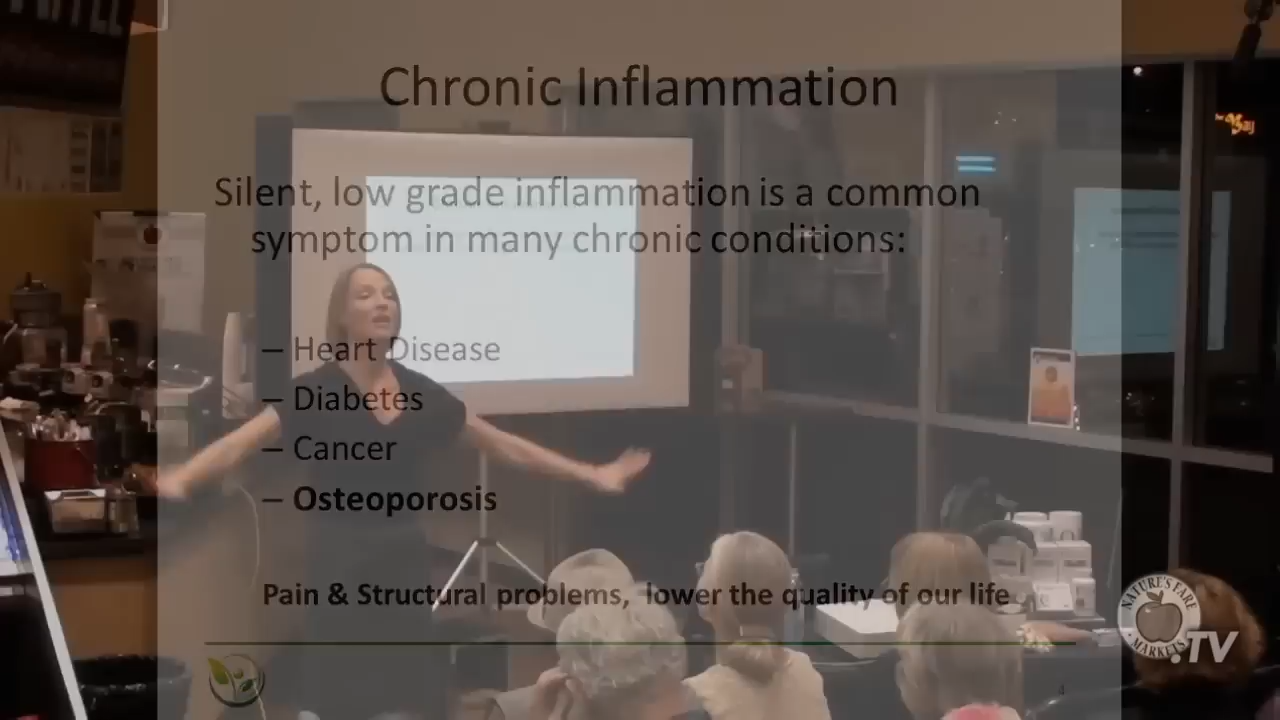 Chronic Inflammation
Silent, low grade inflammation is a common
symptom in many chronic conditions:
– Heart Disease
– Diabetes
– Cancer
– Osteoporosis
Pain & Structural problems, lower the quality of our life
4
NATURE'S FARE
MARKETS
.TV